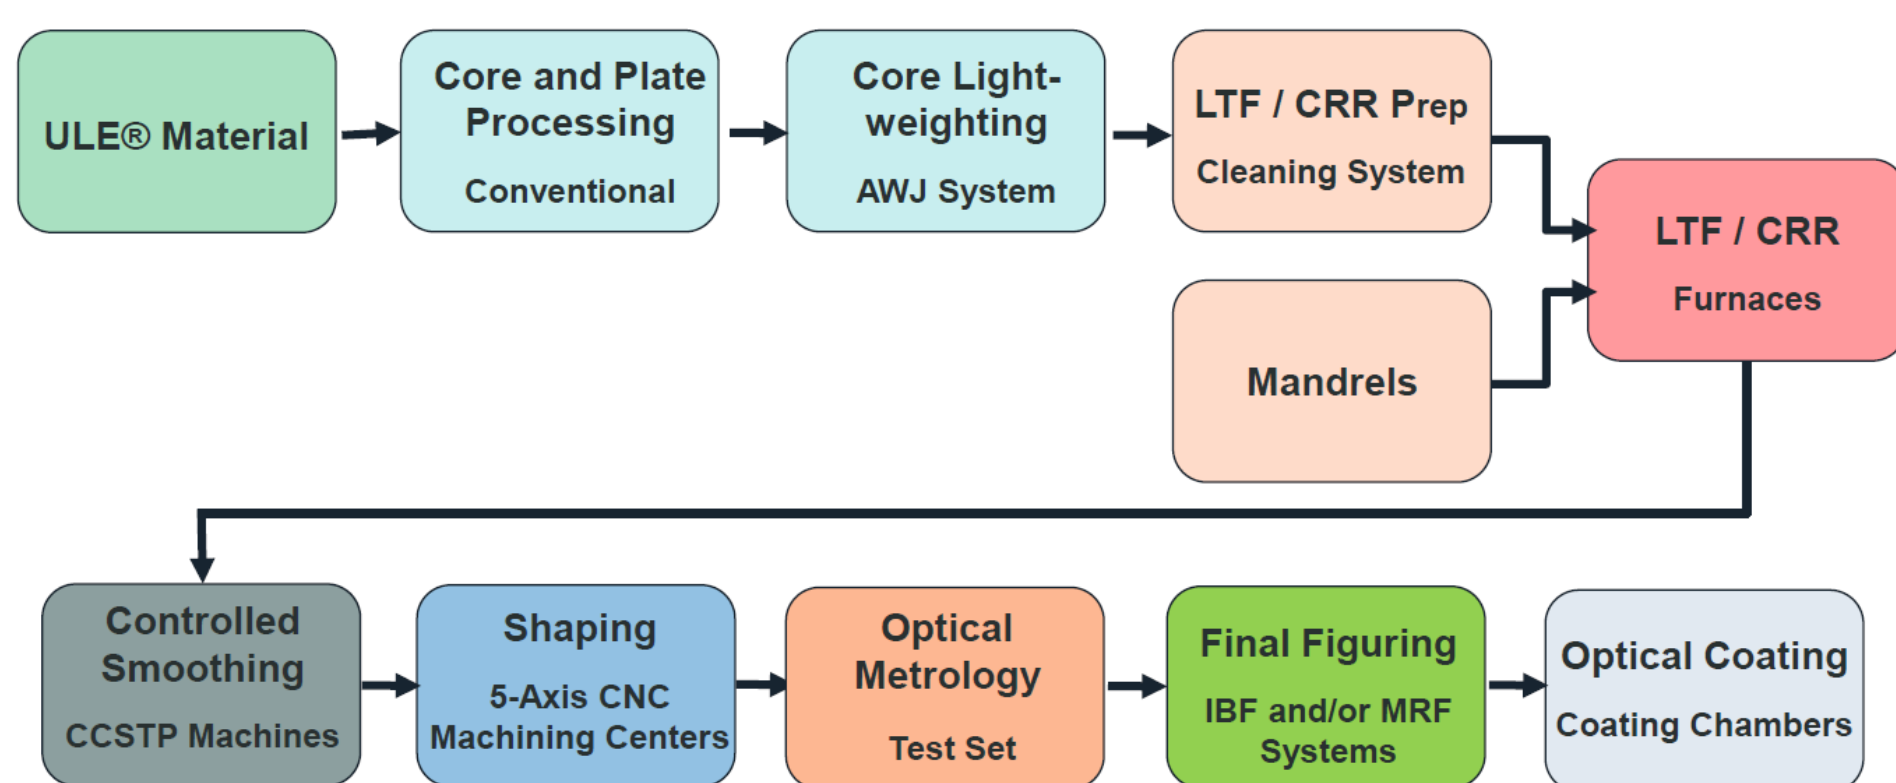 ULE® Material
Core and Plate
Processing
Conventional
Core Light-
weighting
AWJ System
LTF / CRR Prep
Cleaning System
LTF / CRR
Furnaces
Mandrels
Controlled
Smoothing
CCSTP Machines
Shaping
5-Axis CNC
Machining Centers
Optical
Metrology
Test Set
Final Figuring
IBF and/or MRF
Systems
Optical Coating
Coating Chambers